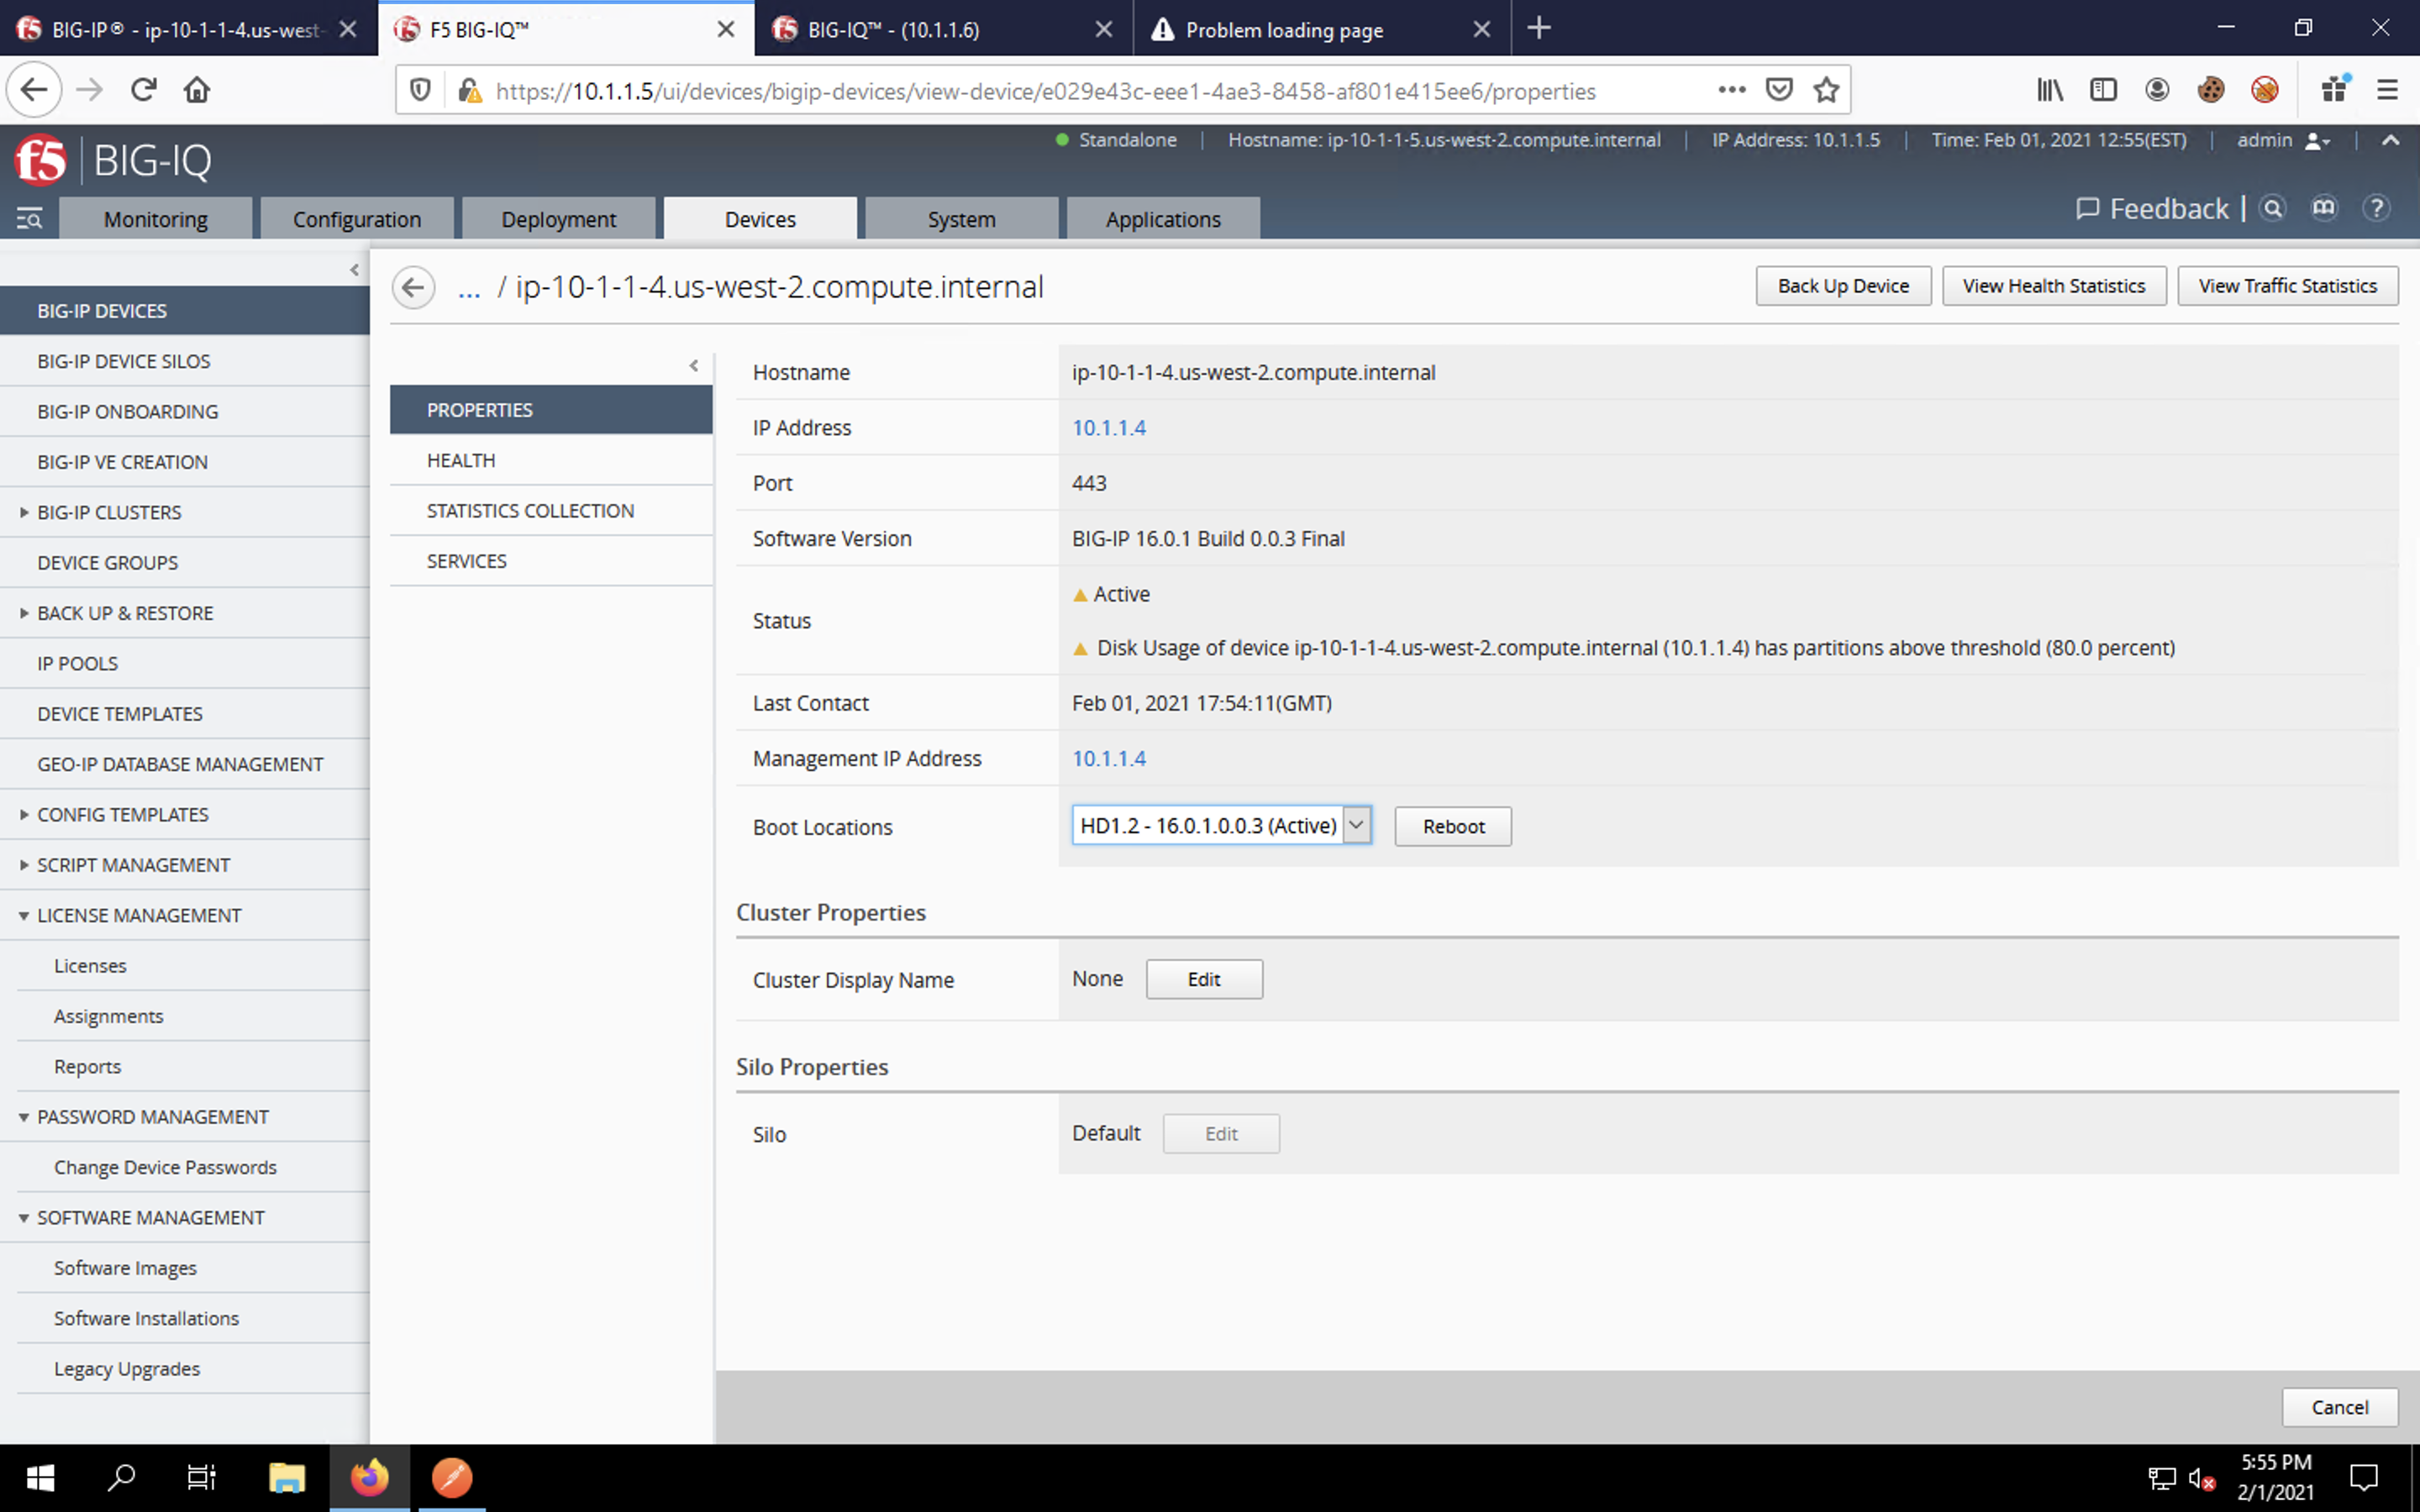 BIG-IP® - ip-10-1-1-4.us-west-
F5 BIG-IQ™
BIG-IQ™ - (10.1.1.6)
Problem loading page
https://10.1.1.5/ui/devices/bigip-devices/view-device/e029e43c-eee1-4ae3-8458-af801e415ee6/properties
f5 BIG-IQ
Standalone | Hostname: ip-10-1-1-5.us-west-2.compute.internal | IP Address: 10.1.1.5 | Time: Feb 01, 2021 12:55(EST) | admin
Monitoring
Configuration
Deployment
Devices
System
Applications
Feedback |
BIG-IP DEVICES
BIG-IP DEVICE SILOS
BIG-IP ONBOARDING
BIG-IP VE CREATION
BIG-IP CLUSTERS
DEVICE GROUPS
BACK UP & RESTORE
IP POOLS
DEVICE TEMPLATES
GEO-IP DATABASE MANAGEMENT
CONFIG TEMPLATES
SCRIPT MANAGEMENT
LICENSE MANAGEMENT
Licenses
Assignments
Reports
PASSWORD MANAGEMENT
Change Device Passwords
SOFTWARE MANAGEMENT
Software Images
Software Installations
Legacy Upgrades
... / ip-10-1-1-4.us-west-2.compute.internal
Back Up Device
View Health Statistics
View Traffic Statistics
PROPERTIES
HEALTH
STATISTICS COLLECTION
SERVICES
Hostname ip-10-1-1-4.us-west-2.compute.internal
IP Address 10.1.1.4
Port 443
Software Version BIG-IP 16.0.1 Build 0.0.3 Final
Status
Active
Disk Usage of device ip-10-1-1-4.us-west-2.compute.internal (10.1.1.4) has partitions above threshold (80.0 percent)
Last Contact Feb 01, 2021 17:54:11(GMT)
Management IP Address 10.1.1.4
Boot Locations HD1.2 - 16.0.1.0.0.3 (Active) Reboot
Cluster Properties
Cluster Display Name None Edit
Silo Properties
Silo Default Edit
Cancel
5:55 PM
2/1/2021